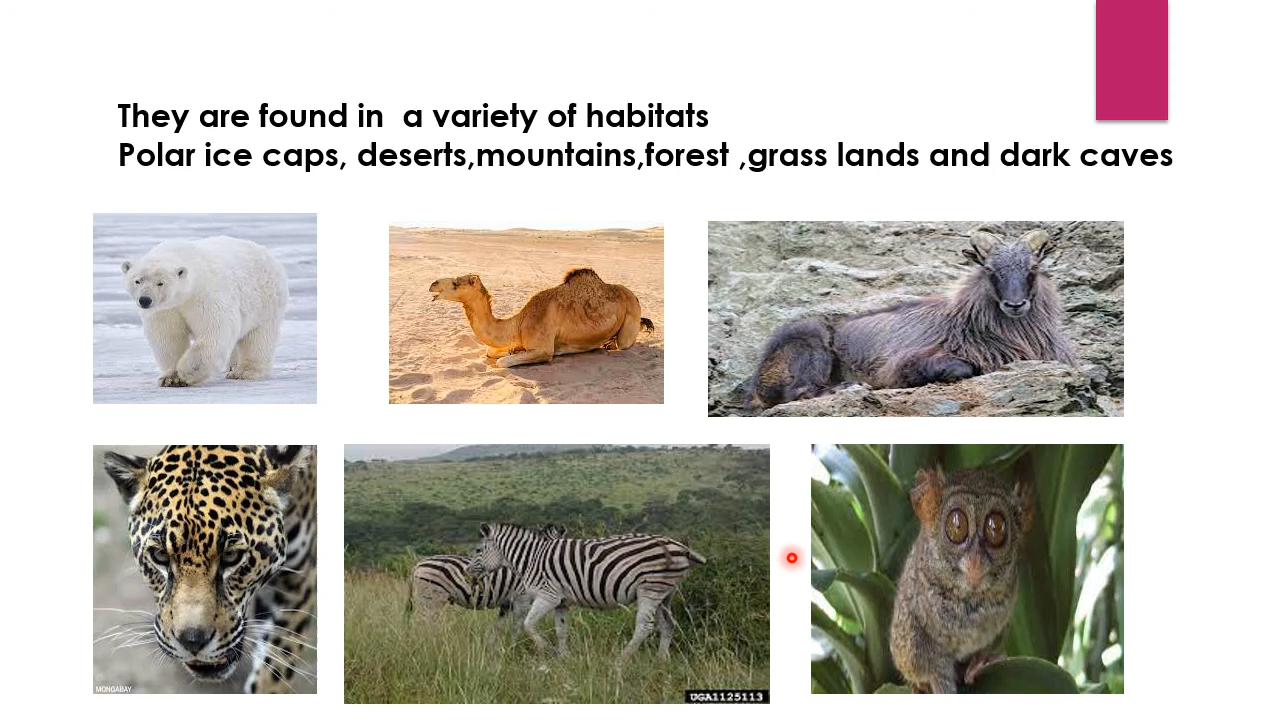 They are found in  a variety of habitats
Polar ice caps, deserts,mountains,forest ,grass lands and dark caves
MONGABAY
UGA1125113